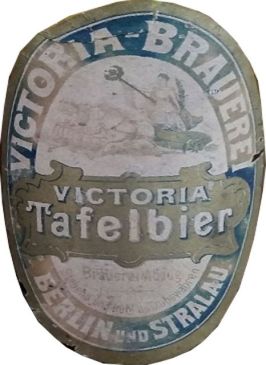 VICTORIA-BRAUEREI
VICTORIA
Tafelbier
BERLIN UND STRALAU